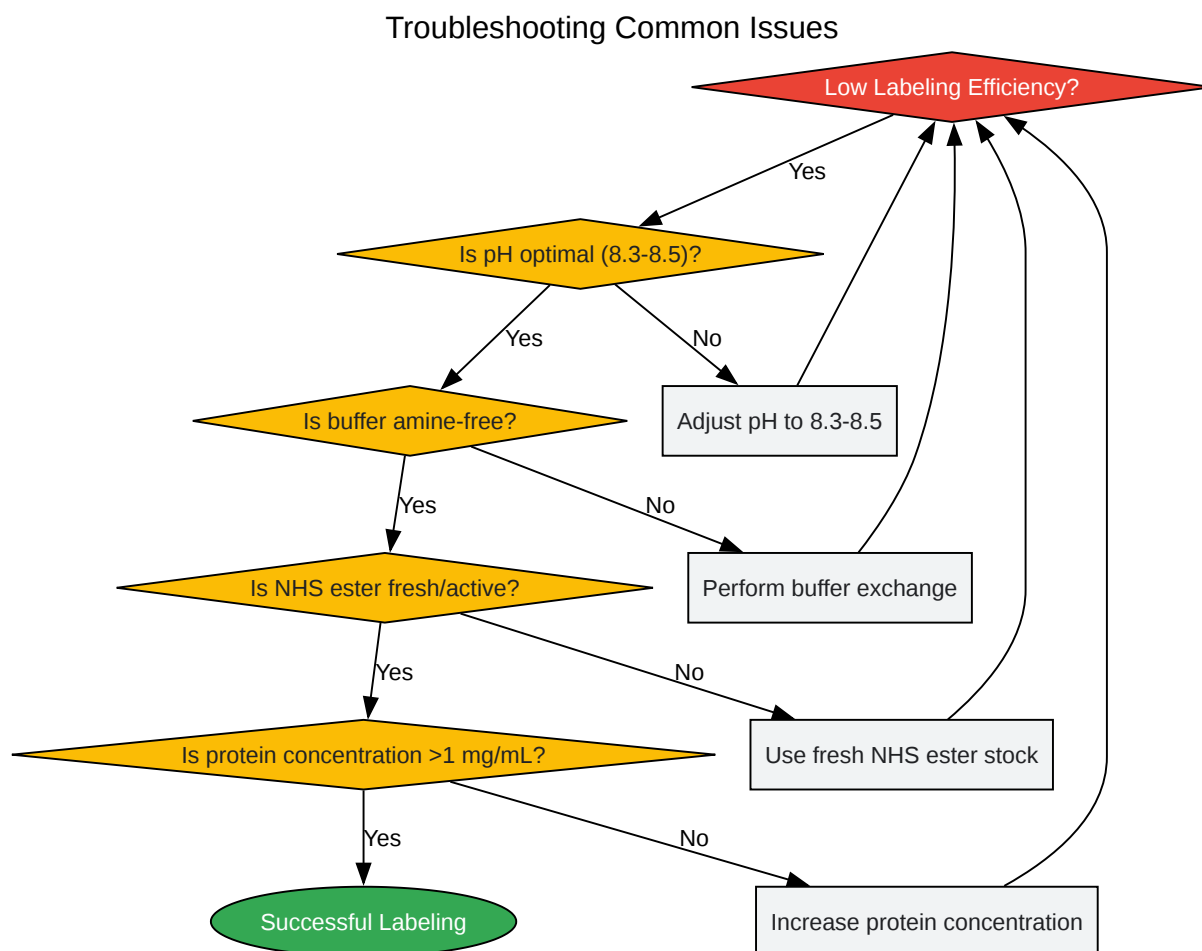 Troubleshooting Common Issues
Low Labeling Efficiency?
Yes
Is pH optimal (8.3-8.5)?
Yes
No
Is buffer amine-free?
Adjust pH to 8.3-8.5
Yes
No
Is NHS ester fresh/active?
Perform buffer exchange
Yes
No
Is protein concentration >1 mg/mL?
Use fresh NHS ester stock
Yes
No
Successful Labeling
Increase protein concentration